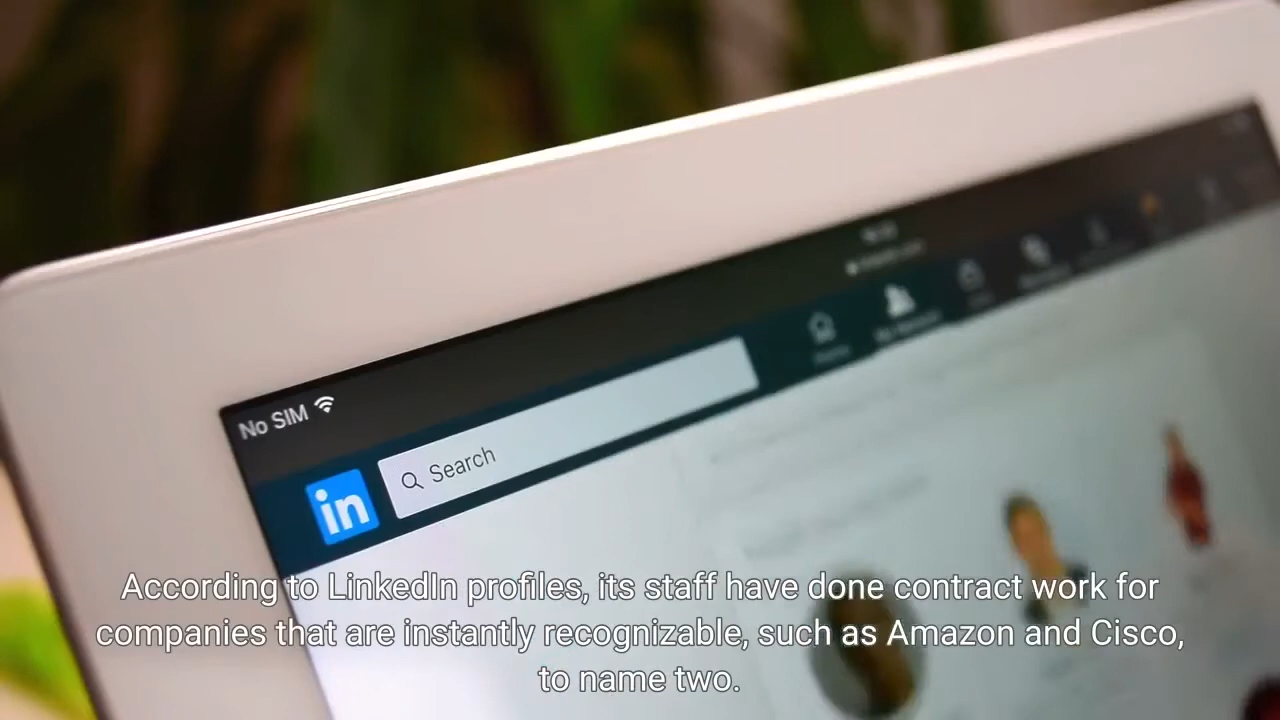 No SIM
in
Search
According to LinkedIn profiles, its staff have done contract work for
companies that are instantly recognizable, such as Amazon and Cisco,
to name two.